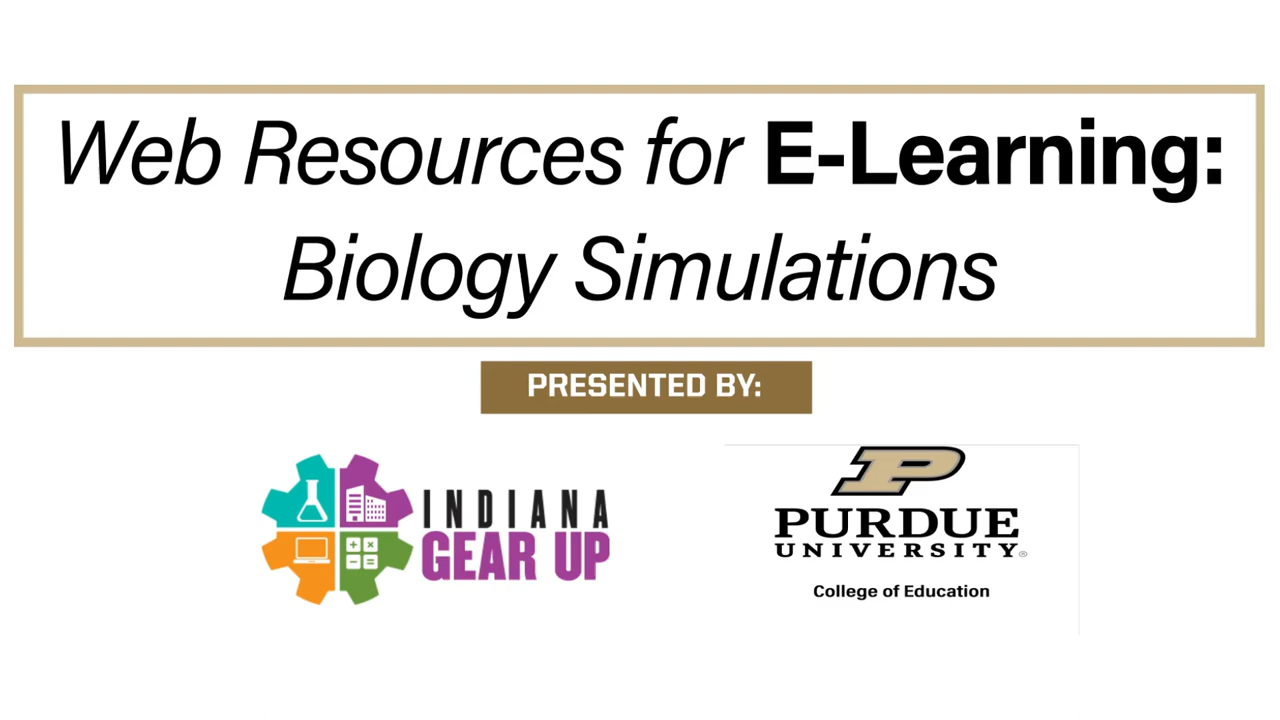 Web Resources for E-Learning:
Biology Simulations
PRESENTED BY:
INDIANA
GEAR UP
P
PURDUE
UNIVERSITY®
College of Education